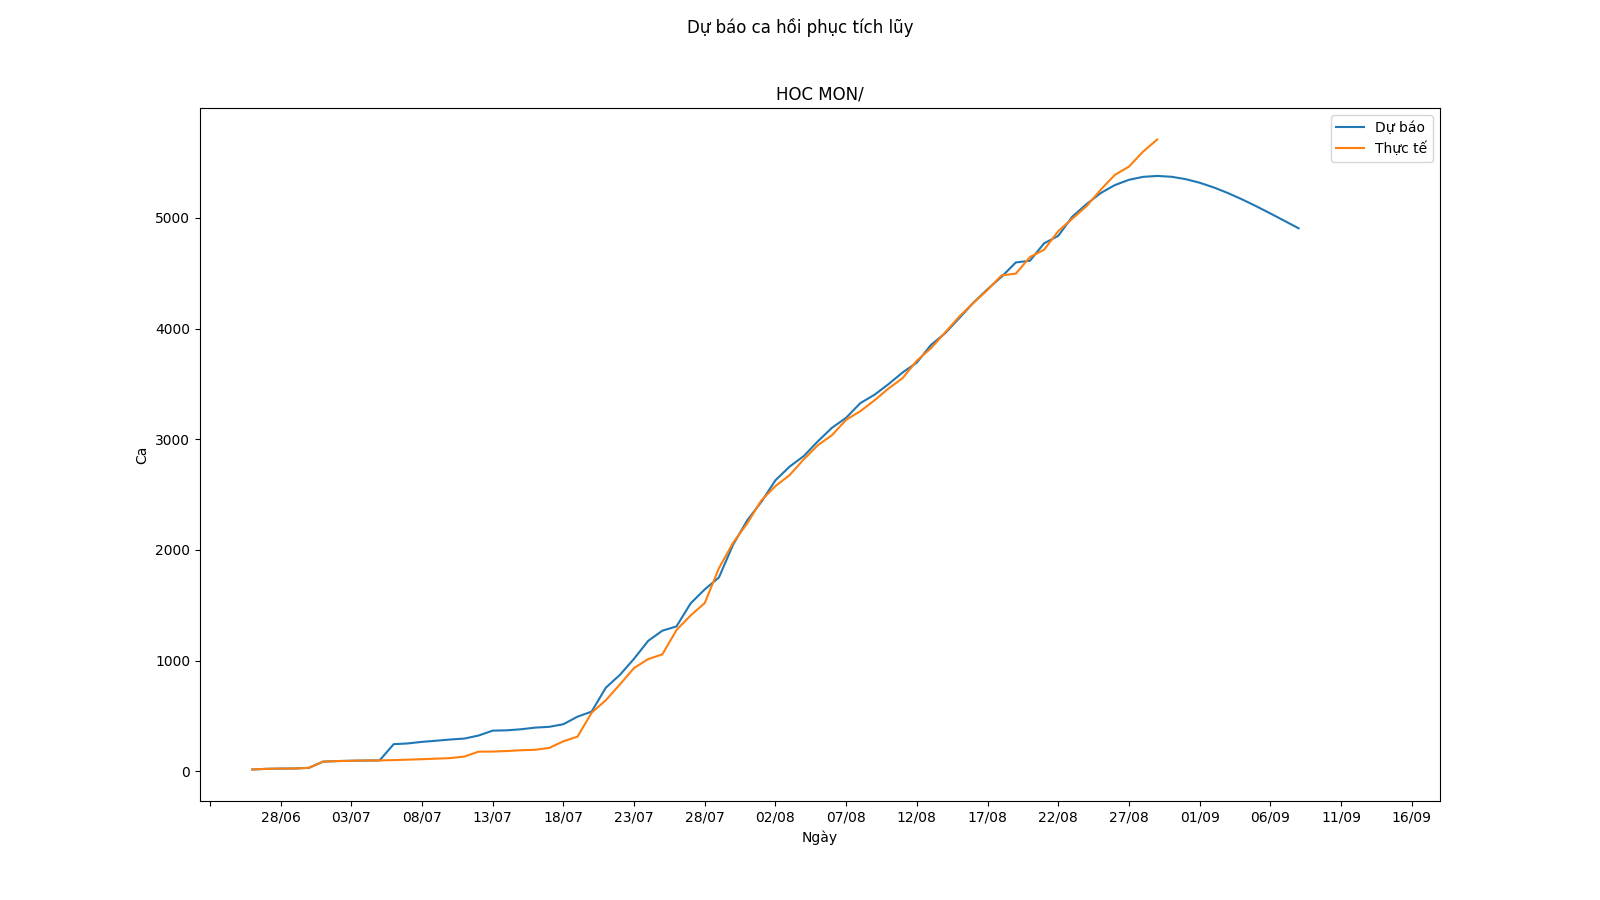 Dự báo ca hồi phục tích lũy
HOC MON/
Dự báo
Thực tế
5000
4000
3000
2000
1000
0
Ca
28/06 03/07 08/07 13/07 18/07 23/07 28/07 02/08 07/08 12/08 17/08 22/08 27/08 01/09 06/09 11/09 16/09
Ngày